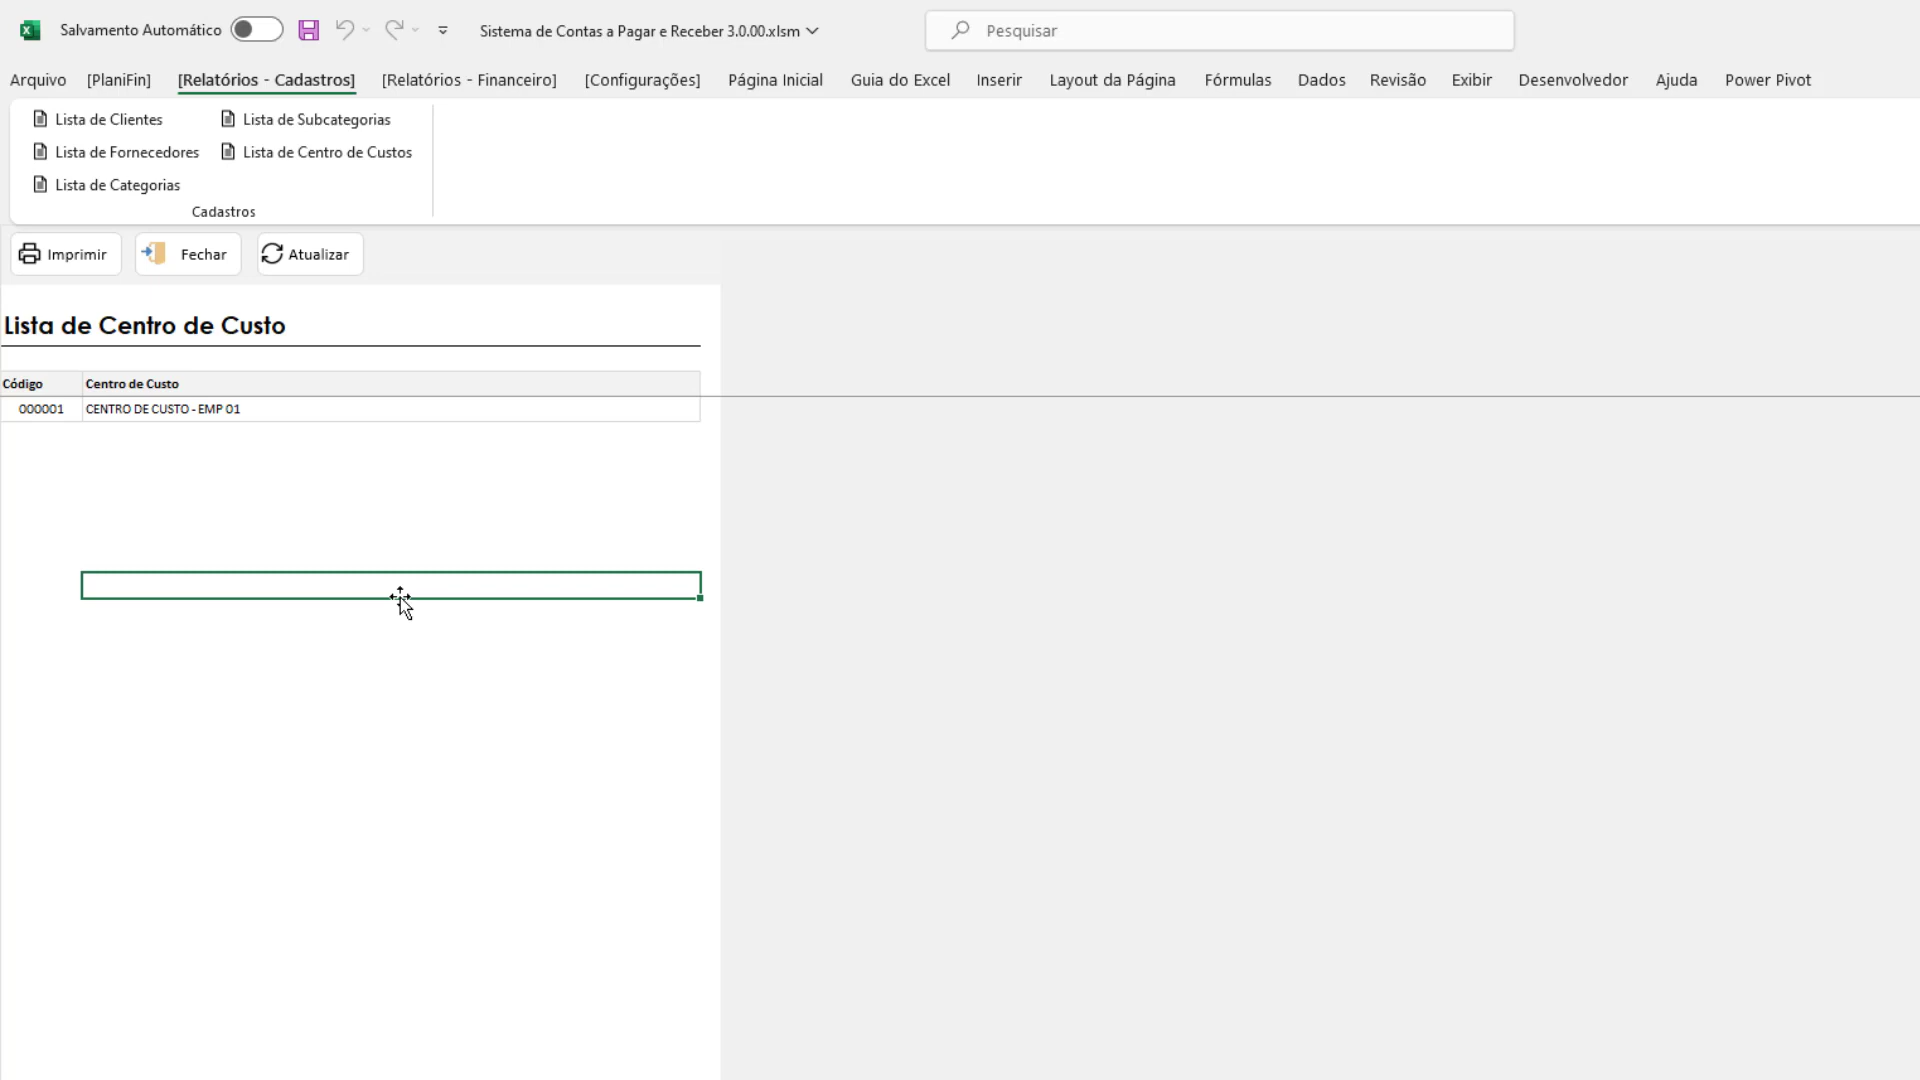 Salvamento Automático
Sistema de Contas a Pagar e Receber 3.0.00.xlsm
Pesquisar
Arquivo [PlaniFin] [Relatórios - Cadastros] [Relatórios - Financeiro] [Configurações] Página Inicial Guia do Excel Inserir Layout da Página Fórmulas Dados Revisão Exibir Desenvolvedor Ajuda Power Pivot
Lista de Clientes Lista de Subcategorias
Lista de Fornecedores Lista de Centro de Custos
Lista de Categorias
Cadastros
Imprimir Fechar Atualizar
Lista de Centro de Custo
Código Centro de Custo
000001 CENTRO DE CUSTO - EMP 01